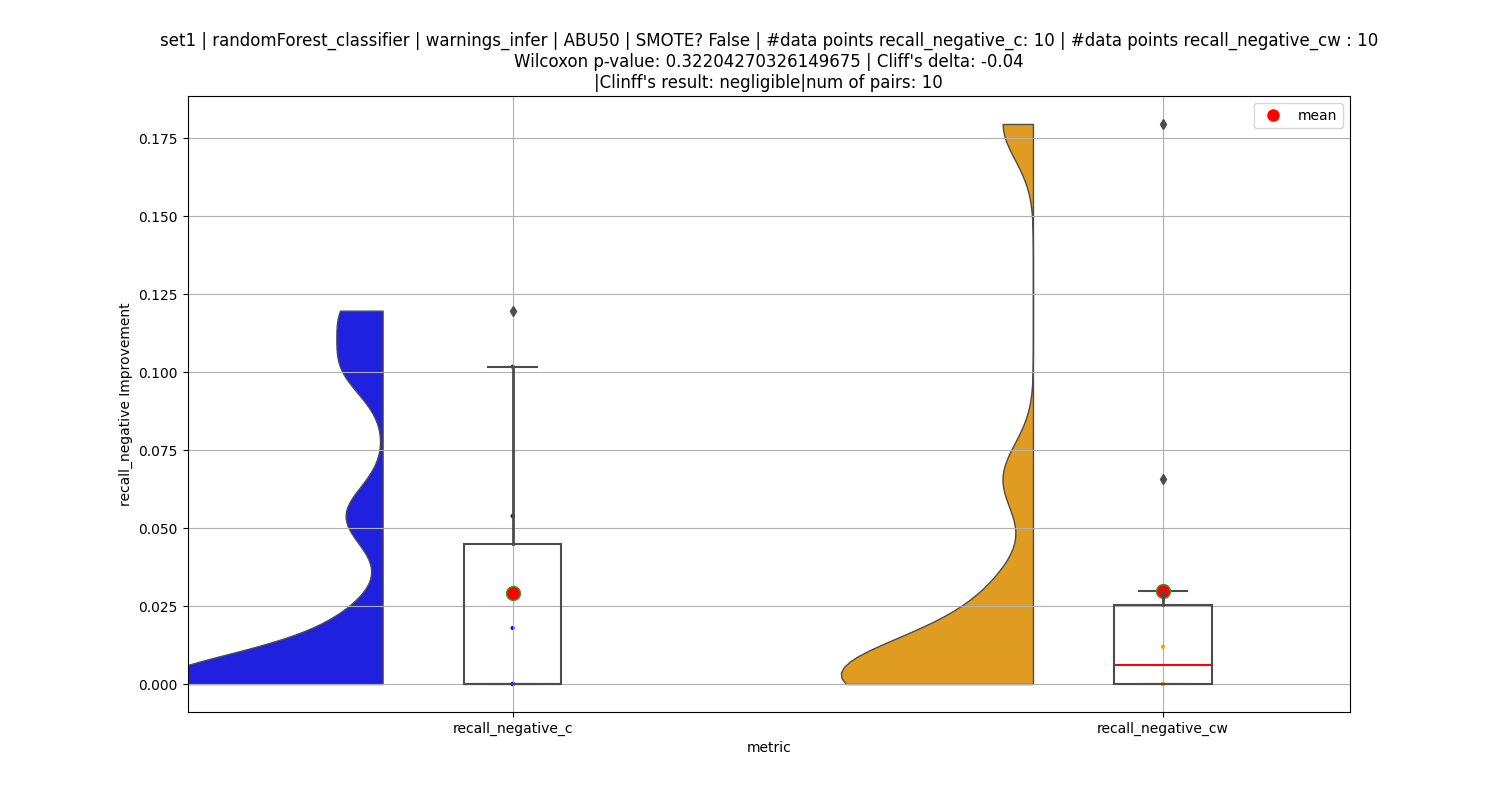 set1 | randomForest_classifier | warnings_infer | ABU50 | SMOTE? False | #data points recall_negative_c: 10 | #data points recall_negative_cw : 10
Wilcoxon p-value: 0.32204270326149675 | Cliff's delta: -0.04
|Clinff's result: negligible|num of pairs: 10
mean
0.175
0.150
0.125
0.100
0.075
0.050
0.025
0.000
recall_negative Improvement
recall_negative_c
recall_negative_cw
metric